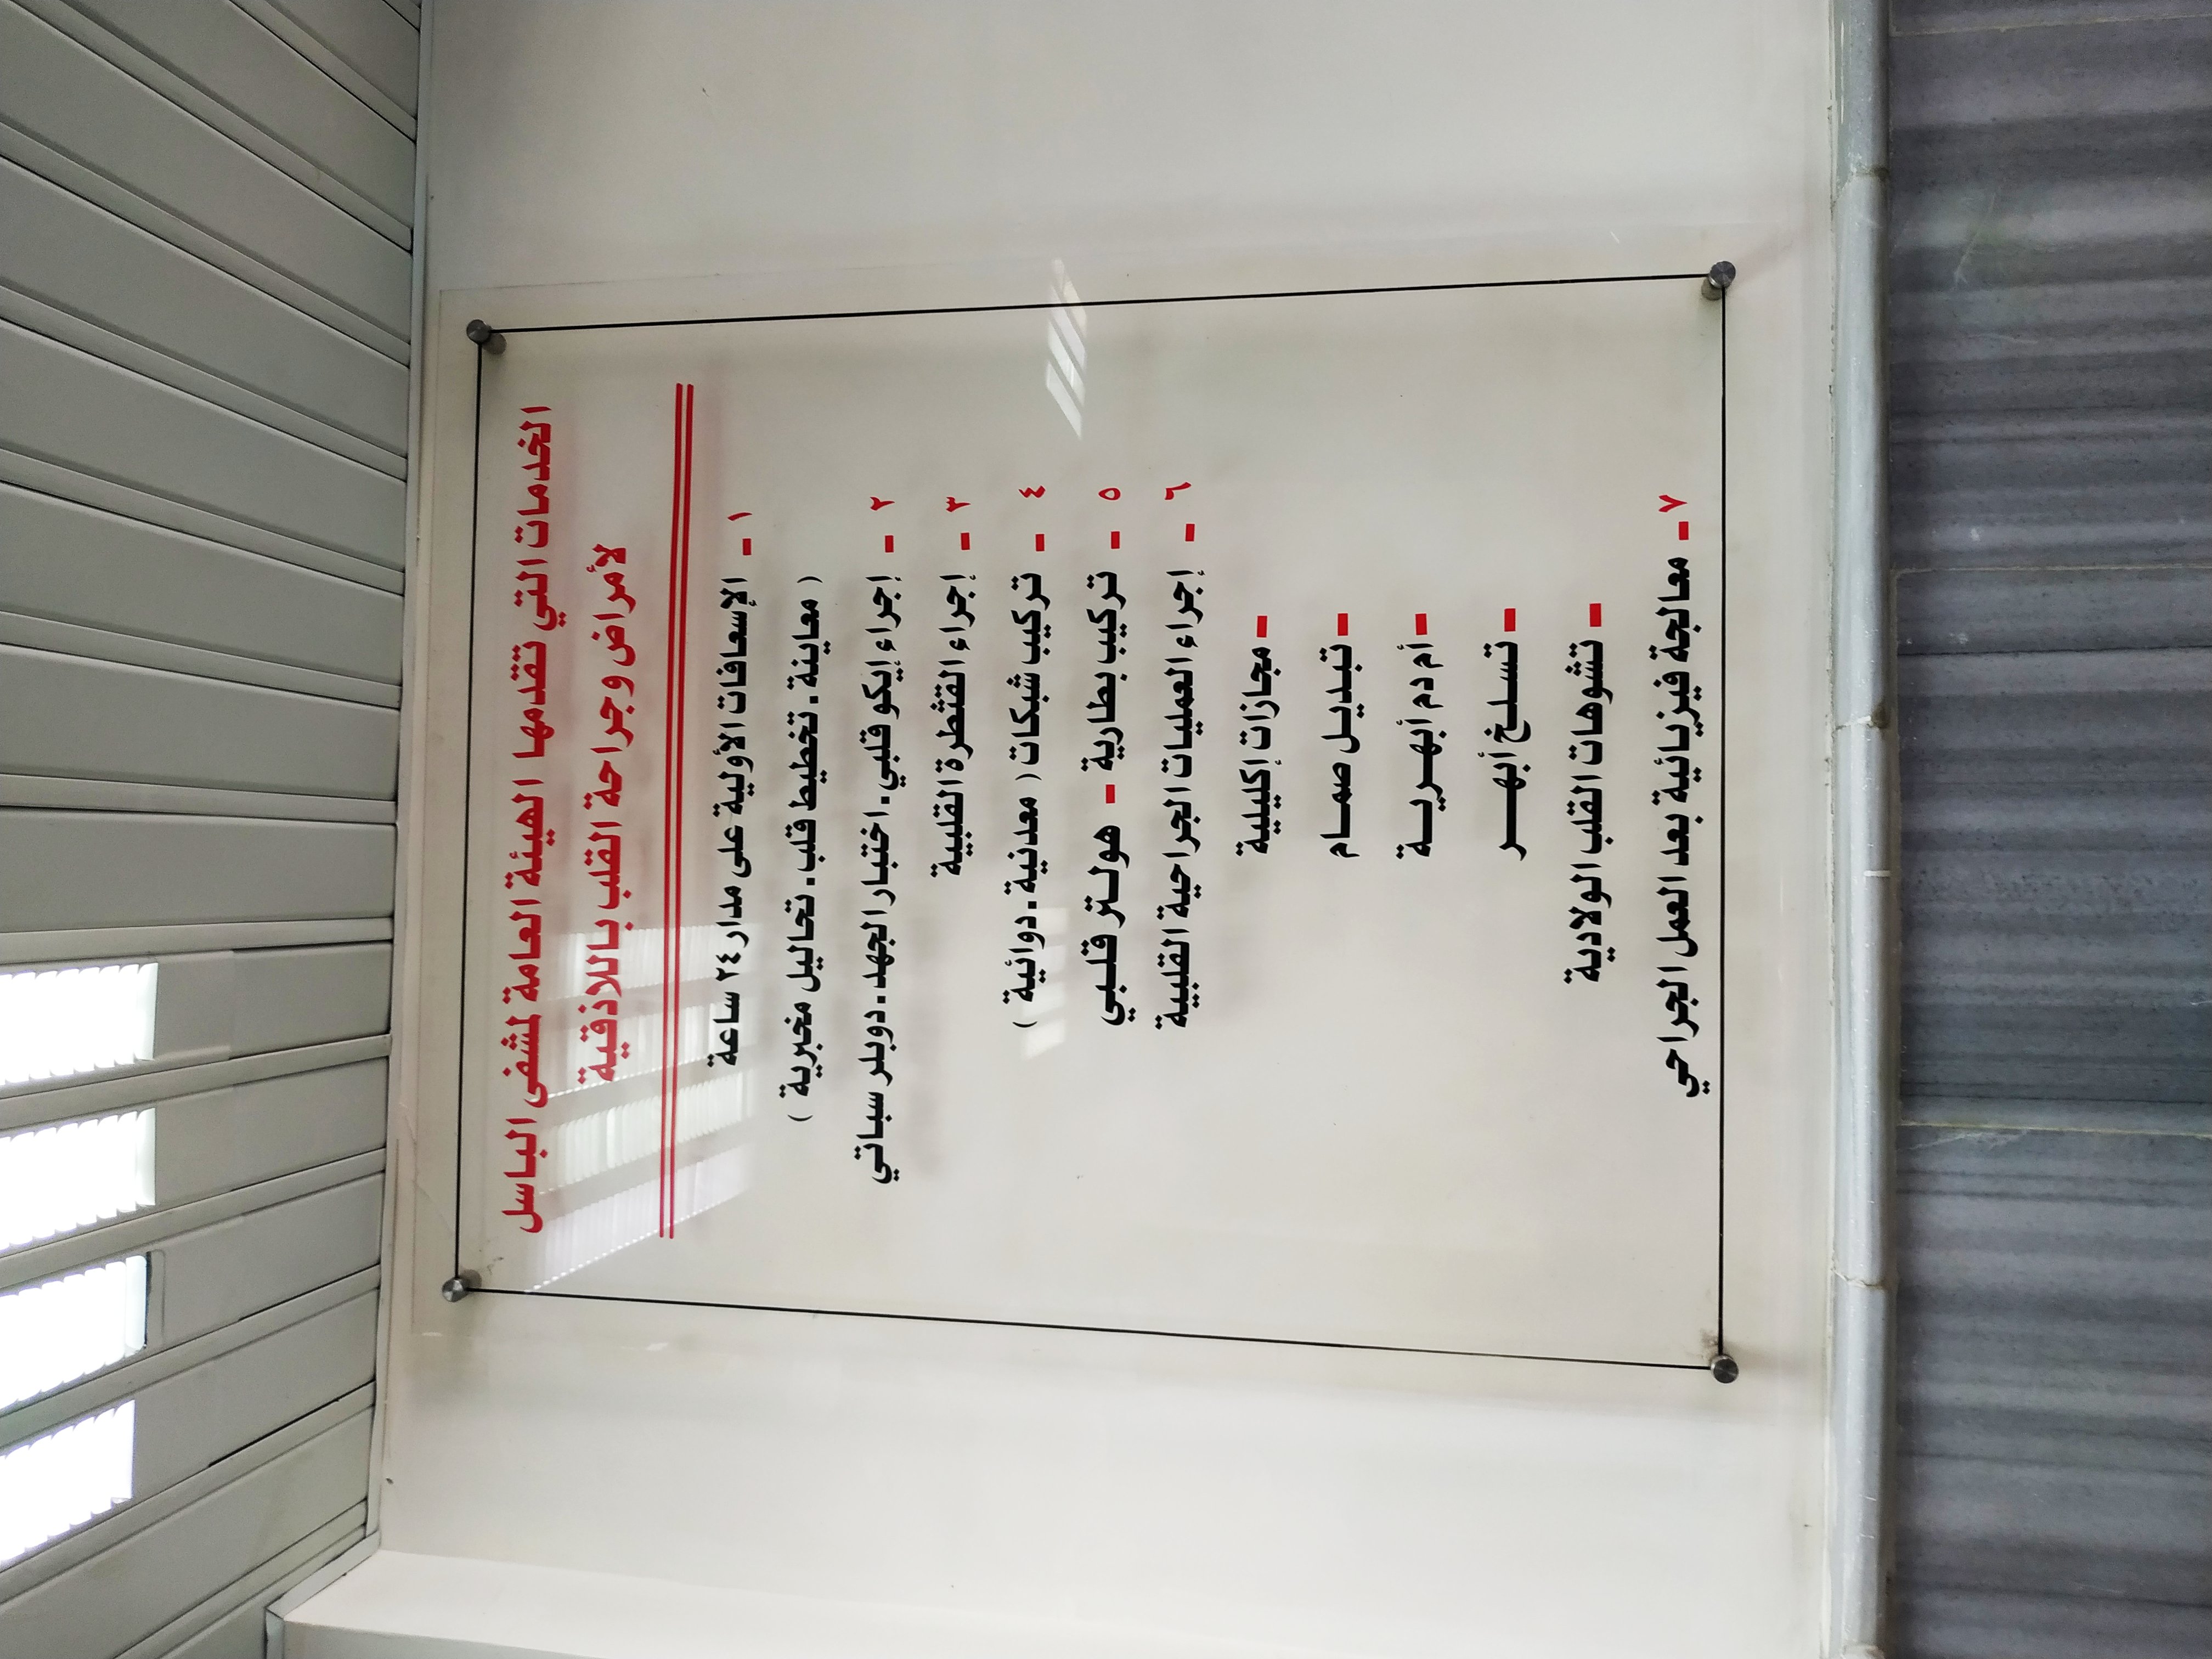 الخدمات التي تقدمها الهيئة العامة لمشفى الباسل
لأمراض وجراحة القلب باللاذقية
١ - الإسعافات الأولية على مدار ٢٤ ساعة
( معاينة . تخطيط قلب . تحاليل مخبرية )
٢ - إجراء إيكو قلبي . اختبار الجهد . دوبلر سباتي
٣ - إجراء القثطرة القلبية
٤ - تركيب شبكات ( معدنية . دوائية )
٥ - تركيب بطارية - هولتر قلبي
٦ - إجراء العمليات الجراحية القلبية
- مجازات إكليلية
- تبديل صمام
- أم دم أبهرية
- تسلخ أبهر
- تشوهات القلب الولادية
٧ - معالجة فيزيائية بعد العمل الجراحي